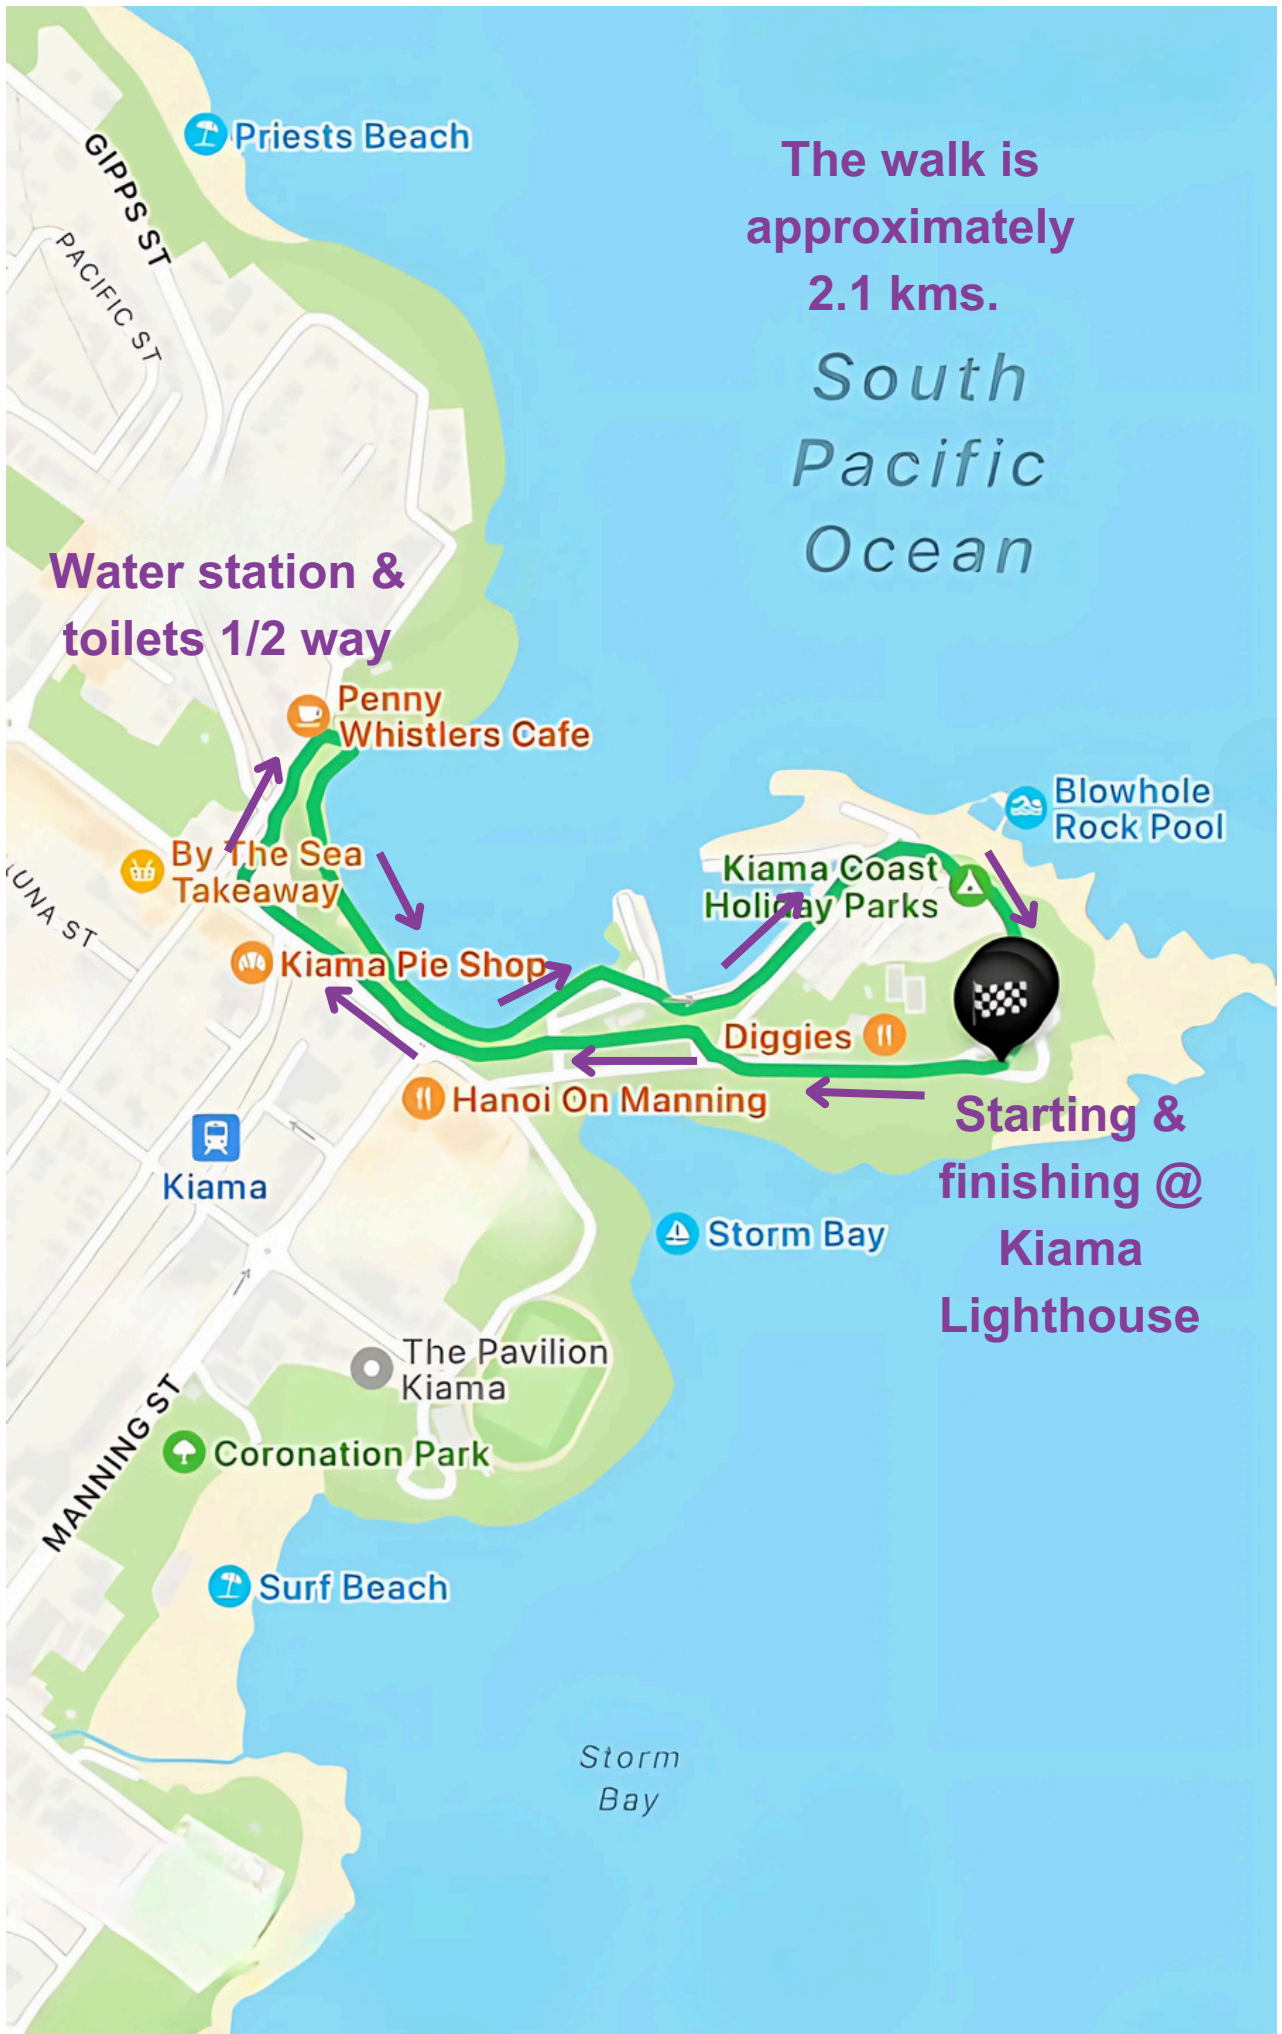 Priests Beach
GIPPS ST
PACIFIC ST
The walk is
approximately
2.1 kms.
South
Pacific
Ocean
Water station &
toilets 1/2 way
Penny
Whistlers Cafe
Blowhole
Rock Pool
By The Sea
Takeaway
Kiama Coast
Holiday Parks
UNA ST
Kiama Pie Shop
Diggies
Hanoi On Manning
Starting &
finishing @
Kiama
Lighthouse
Kiama
Storm Bay
The Pavilion
Kiama
MANNING ST
Coronation Park
Surf Beach
Storm
Bay